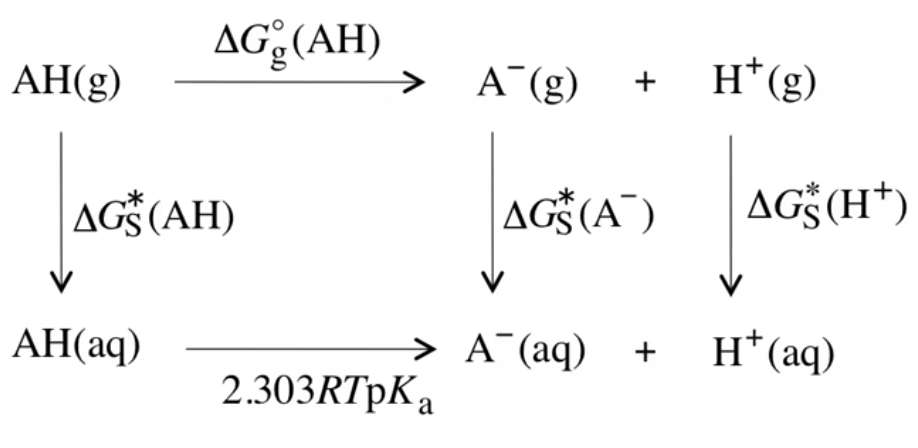 ΔG°g(AH)
AH(g) A⁻(g) + H⁺(g)
ΔG*S(AH) ΔG*S(A⁻) ΔG*S(H⁺)
AH(aq) A⁻(aq) + H⁺(aq)
2.303RTpKa